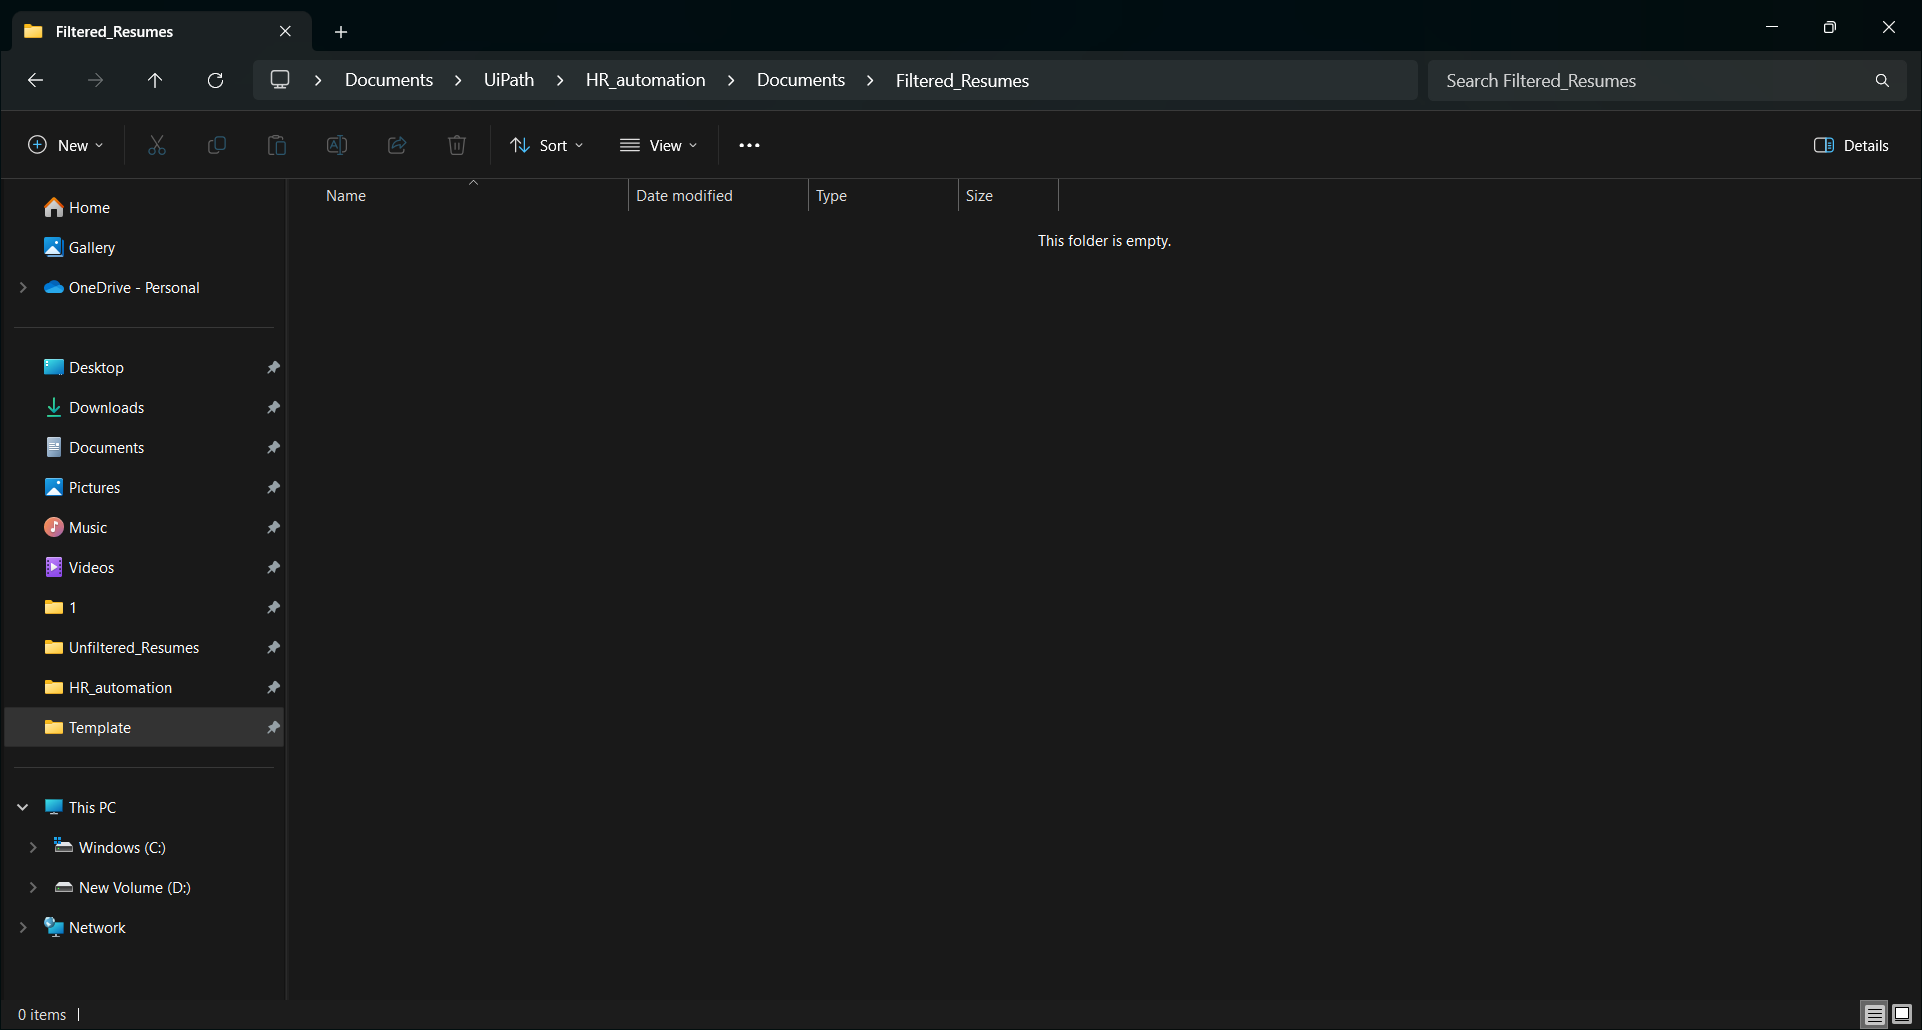 Filtered_Resumes
Documents > UiPath > HR_automation > Documents > Filtered_Resumes
Search Filtered_Resumes
New
Sort
View
Details
Name
Date modified
Type
Size
This folder is empty.
Home
Gallery
OneDrive - Personal
Desktop
Downloads
Documents
Pictures
Music
Videos
1
Unfiltered_Resumes
HR_automation
Template
This PC
Windows (C:)
New Volume (D:)
Network
0 items